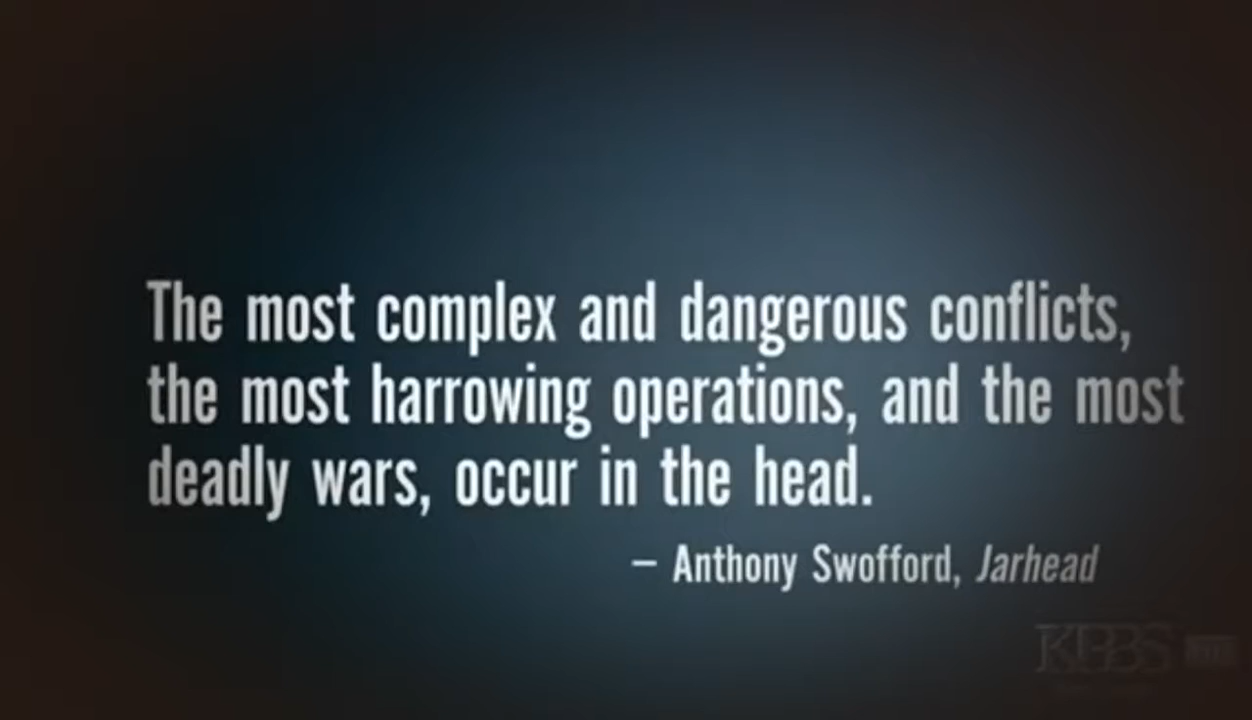 The most complex and dangerous conflicts,
the most harrowing operations, and the most
deadly wars, occur in the head.
– Anthony Swofford, Jarhead
KPBS